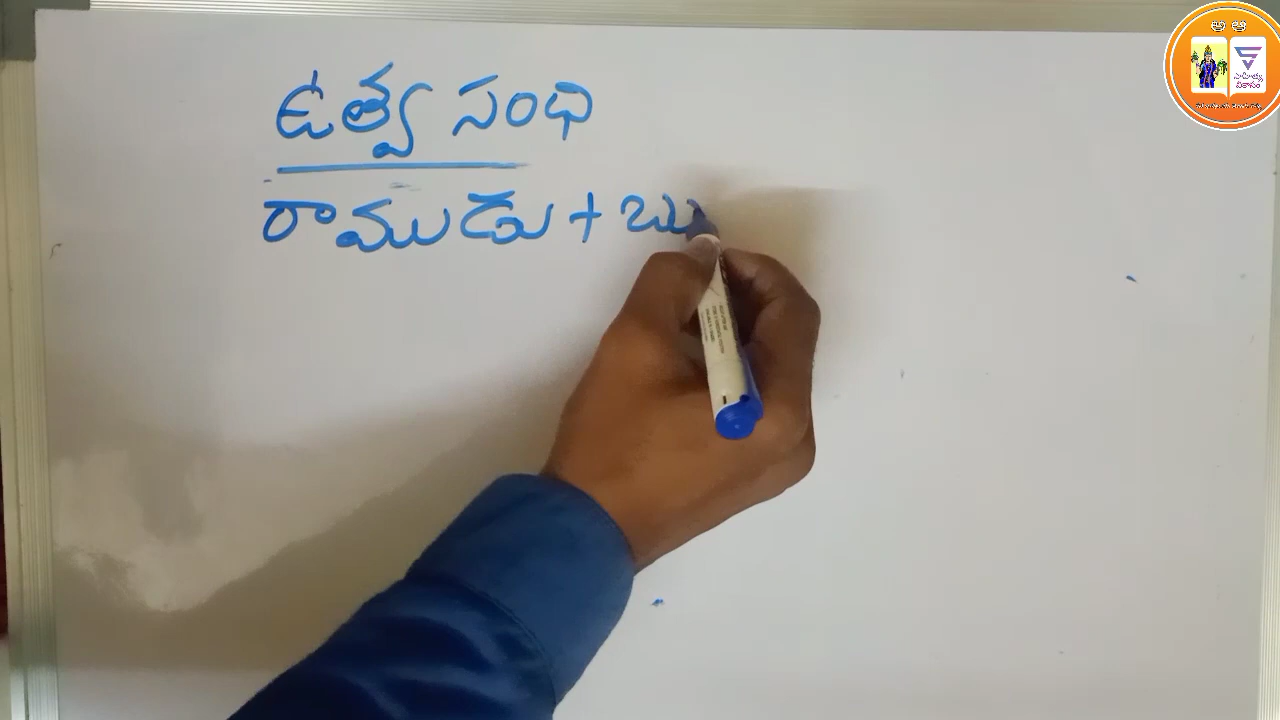 ఉత్వ సంధి
రాముడు + బు
అ ఆ
సాహిత్య
వికాసం